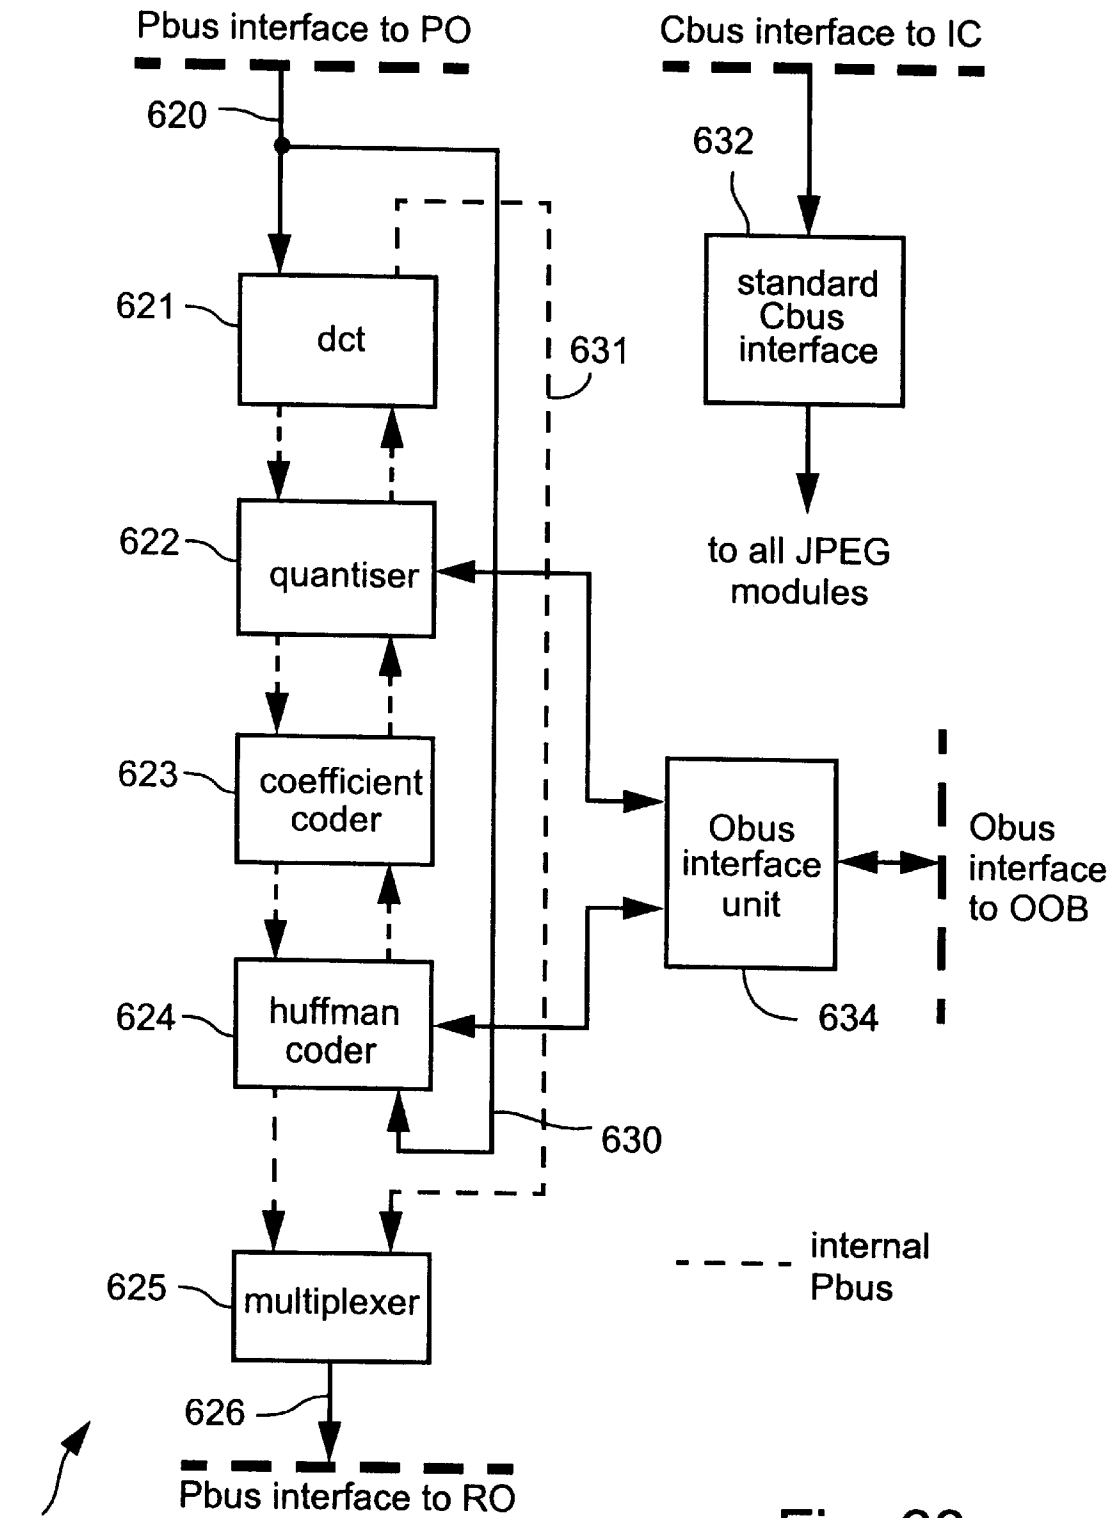 Pbus interface to PO
Cbus interface to IC
620
632
621
dct
standard
Cbus
interface
631
622
quantiser
to all JPEG
modules
623
coefficient
coder
Obus
interface
unit
Obus
interface
to OOB
624
huffman
coder
634
630
internal
Pbus
625
multiplexer
626
Pbus interface to RO